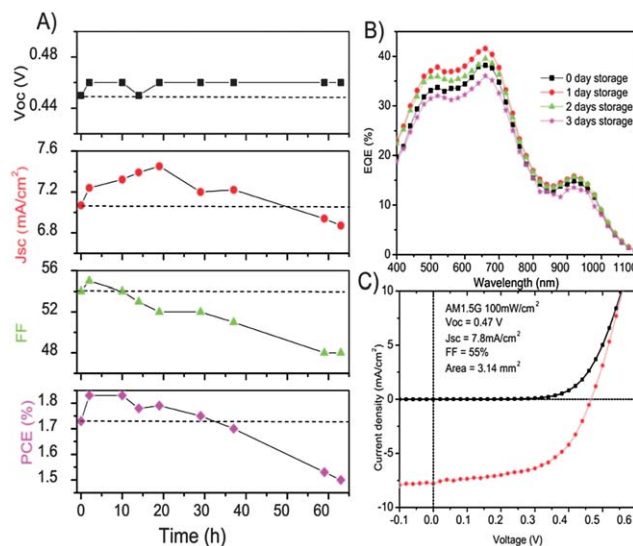 A)
Voc (V)
0.48
0.44
Jsc (mA/cm²)
7.6
7.2
6.8
FF
56
52
48
PCE (%)
1.8
1.7
1.6
1.5
0 10 20 30 40 50 60
Time (h)
B)
EQE (%)
40
30
20
10
0
0 day storage
1 day storage
2 days storage
3 days storage
400 500 600 700 800 900 1000 1100
Wavelength (nm)
C)
Current density (mA/cm²)
10
5
0
-5
-10
AM1.5G 100mW/cm²
Voc = 0.47 V
Jsc = 7.8mA/cm²
FF = 55%
Area = 3.14 mm²
-0.1 0.0 0.1 0.2 0.3 0.4 0.5 0.6
Voltage (V)